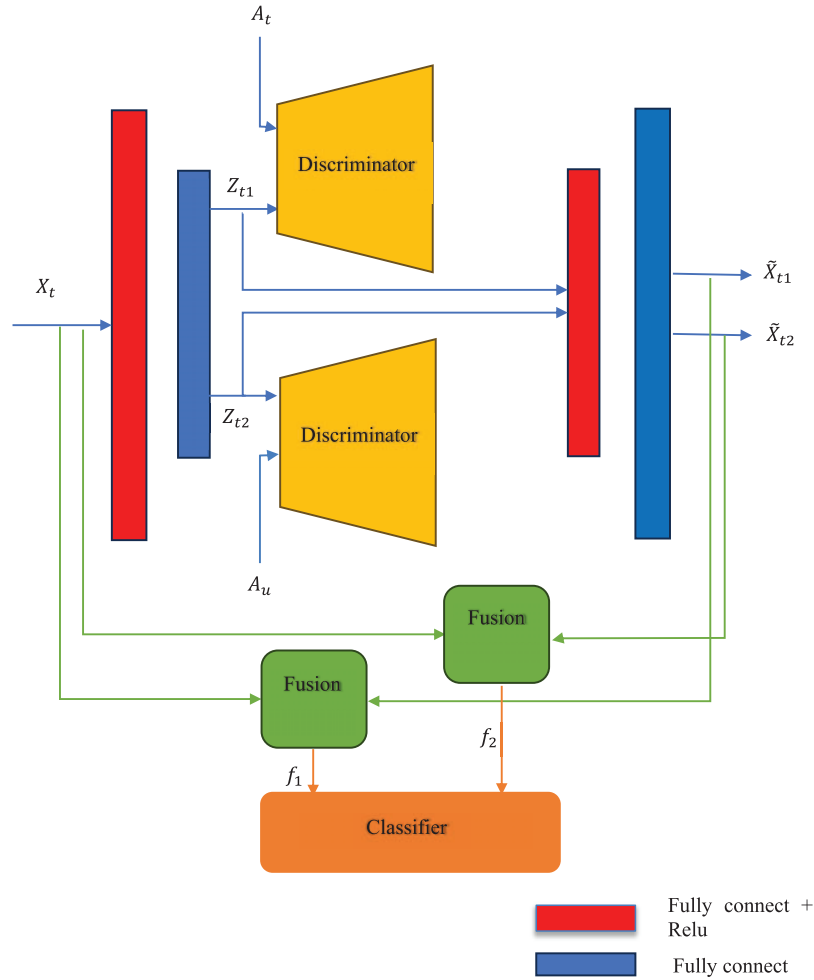 A_t
Discriminator
Z_{t1}
X_t
X̃_{t1}
X̃_{t2}
Z_{t2}
Discriminator
A_u
Fusion
Fusion
f_2
f_1
Classifier
Fully connect +
Relu
Fully connect